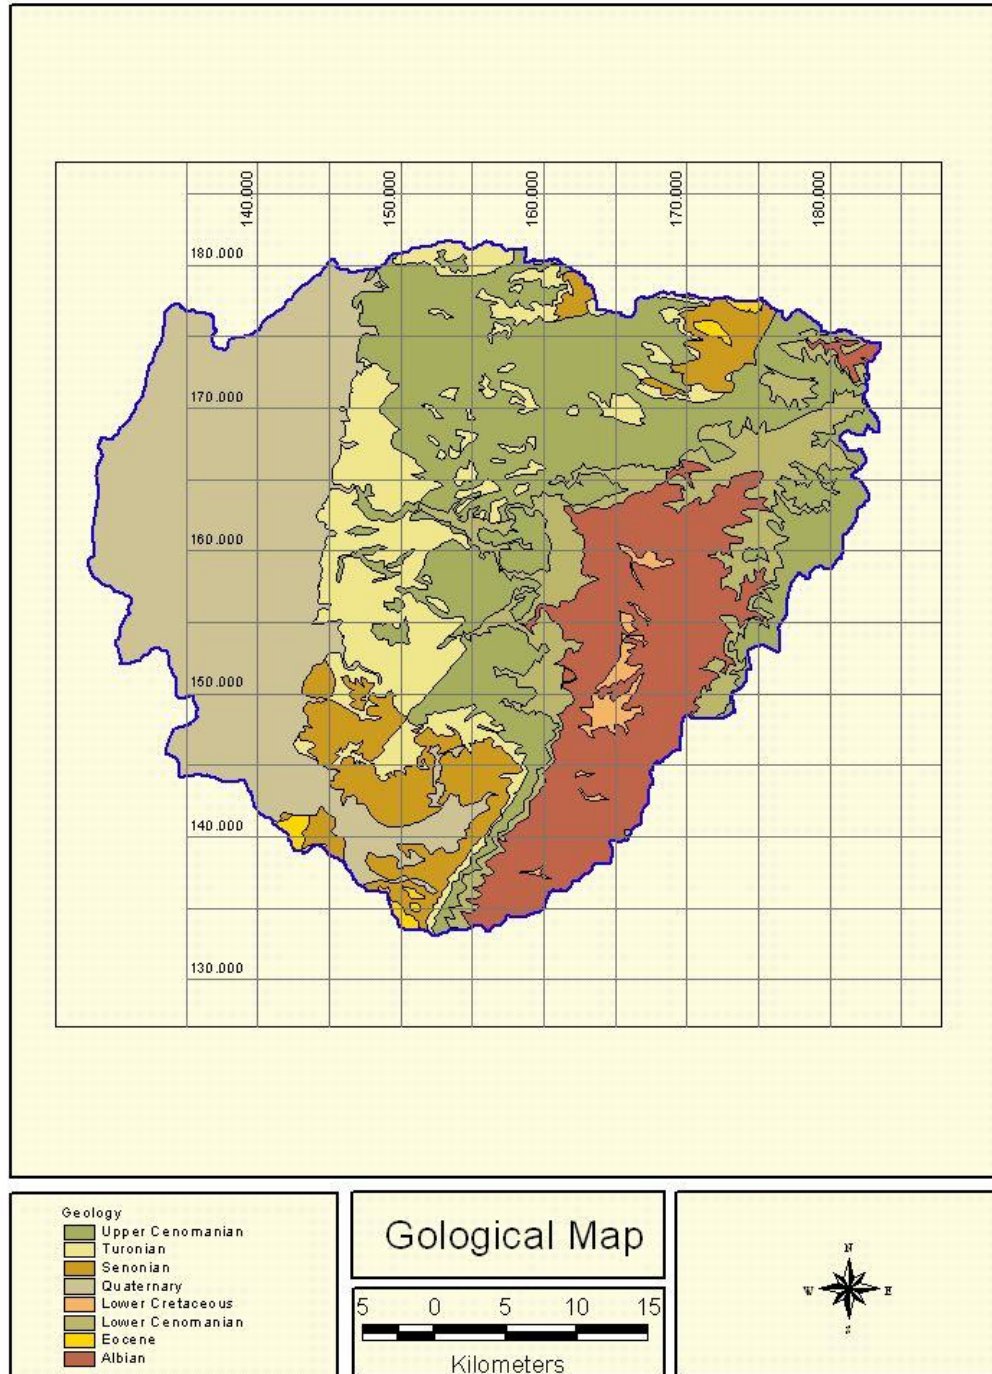 140.000
150.000
160.000
170.000
180.000
180.000
170.000
160.000
150.000
140.000
130.000
Geology
Upper Cenomanian
Turonian
Senonian
Quaternary
Lower Cretaceous
Lower Cenomanian
Eocene
Albian
Gological Map
5 0 5 10 15
Kilometers
N
W E
S